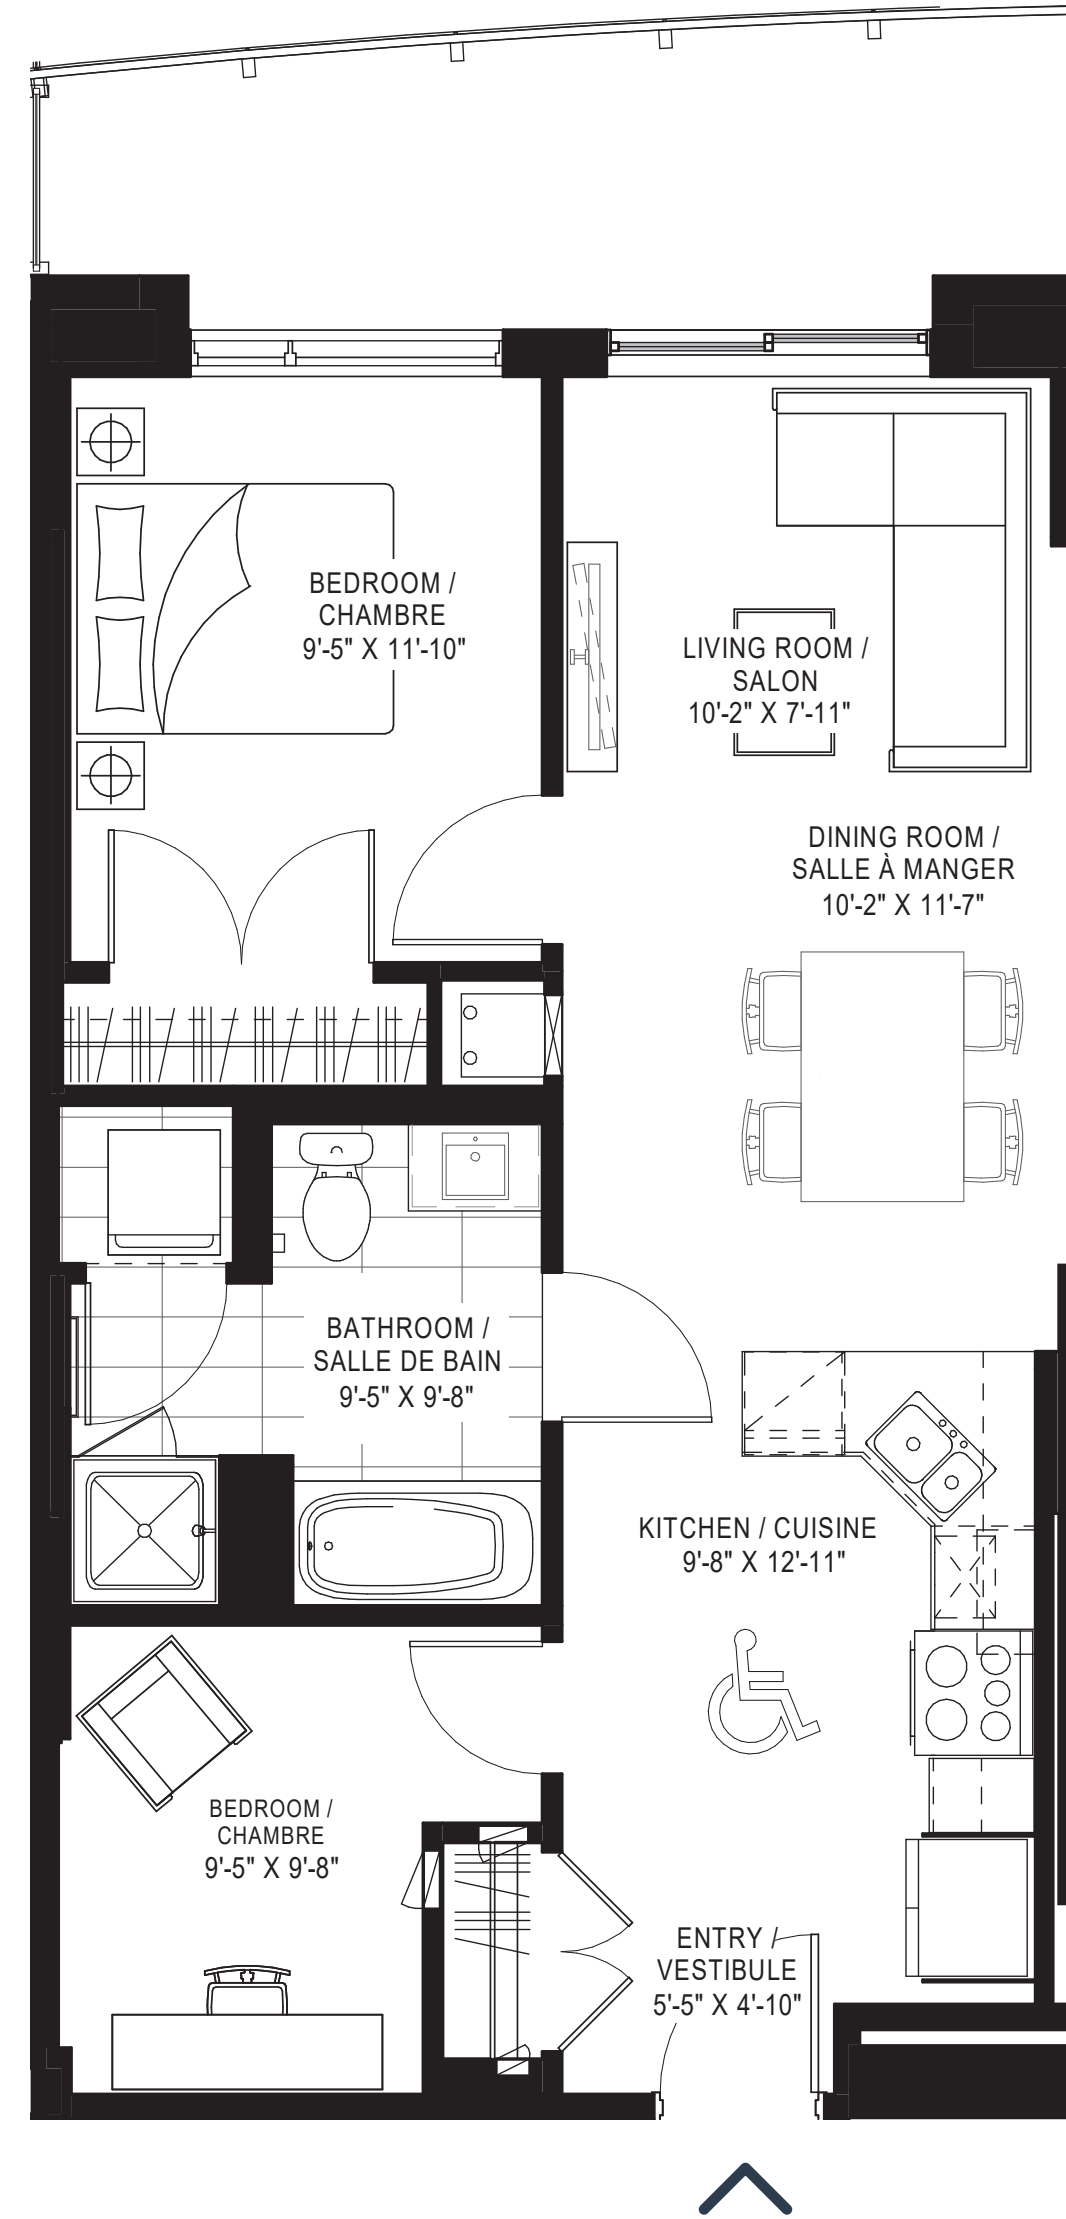 BEDROOM /
CHAMBRE
9'-5" X 11'-10"
LIVING ROOM /
SALON
10'-2" X 7'-11"
DINING ROOM /
SALLE À MANGER
10'-2" X 11'-7"
BATHROOM /
SALLE DE BAIN
9'-5" X 9'-8"
KITCHEN / CUISINE
9'-8" X 12'-11"
BEDROOM /
CHAMBRE
9'-5" X 9'-8"
ENTRY /
VESTIBULE
5'-5" X 4'-10"